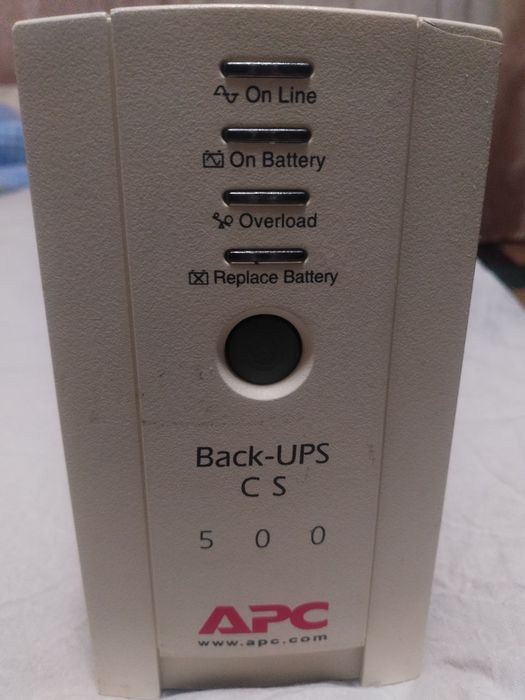 On Line
On Battery
Overload
Replace Battery
Back-UPS
CS
500
APC
www.apc.com